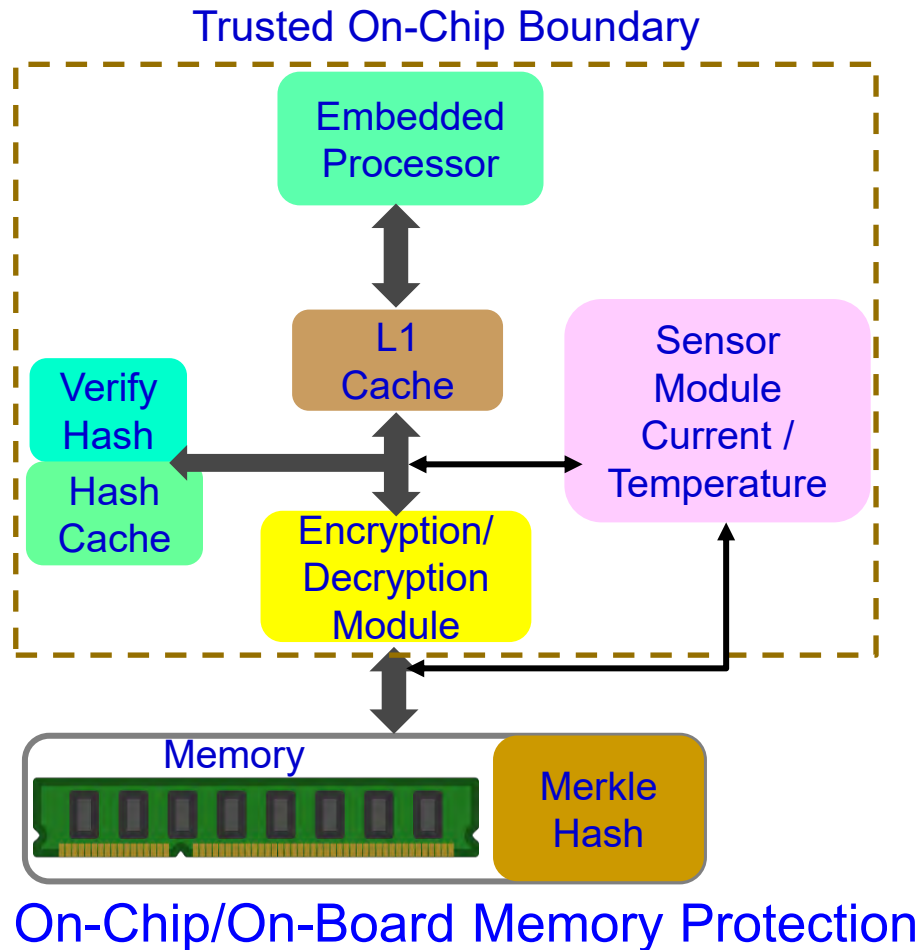 Trusted On-Chip Boundary
Embedded
Processor
L1
Cache
Sensor
Module
Current /
Temperature
Verify
Hash
Hash
Cache
Encryption/
Decryption
Module
Memory
Merkle
Hash
On-Chip/On-Board Memory Protection